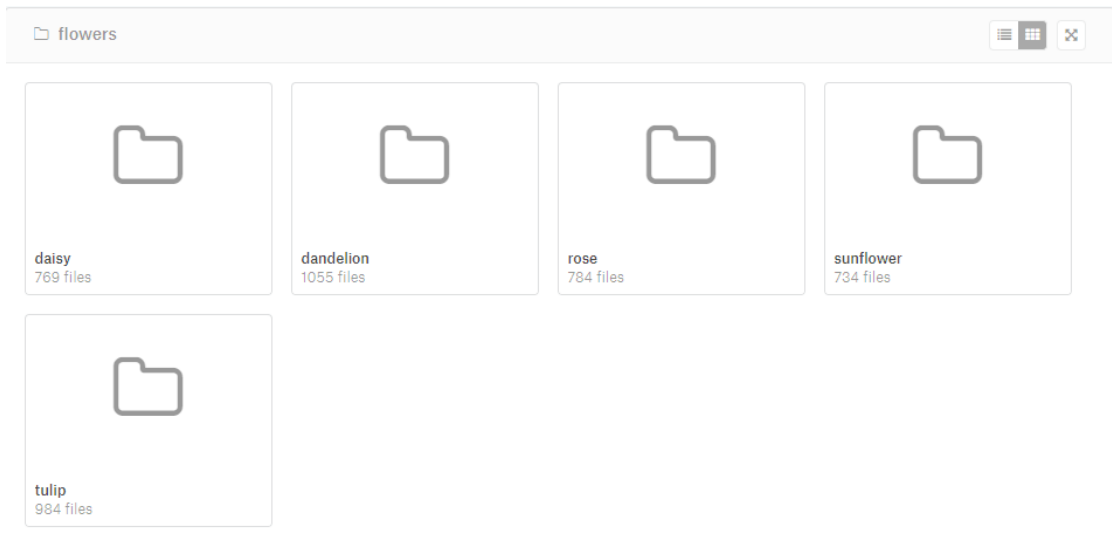 flowers
daisy
769 files
dandelion
1055 files
rose
784 files
sunflower
734 files
tulip
984 files